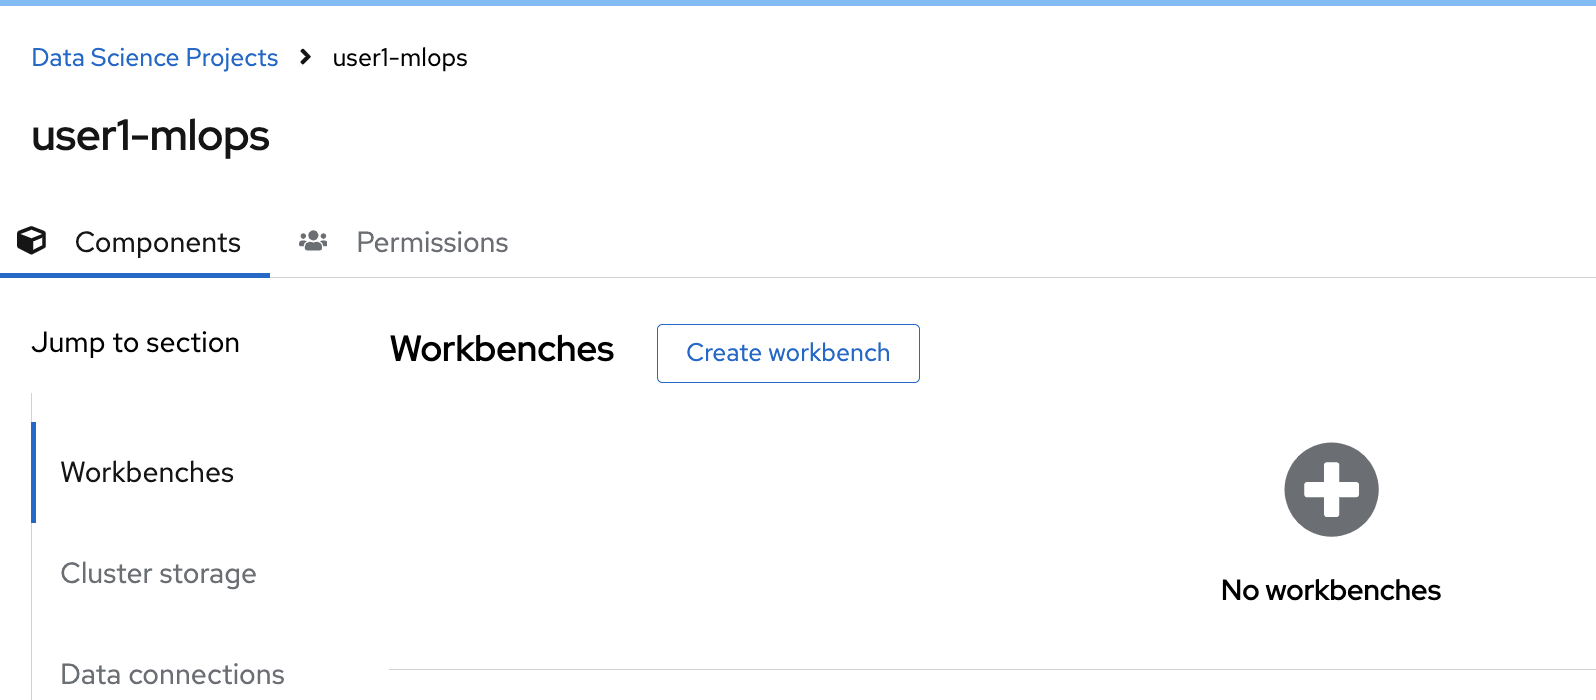 Data Science Projects user1-mlops
user1-mlops
Components Permissions
Jump to section
Workbenches
Cluster storage
Data connections
Workbenches Create workbench
No workbenches